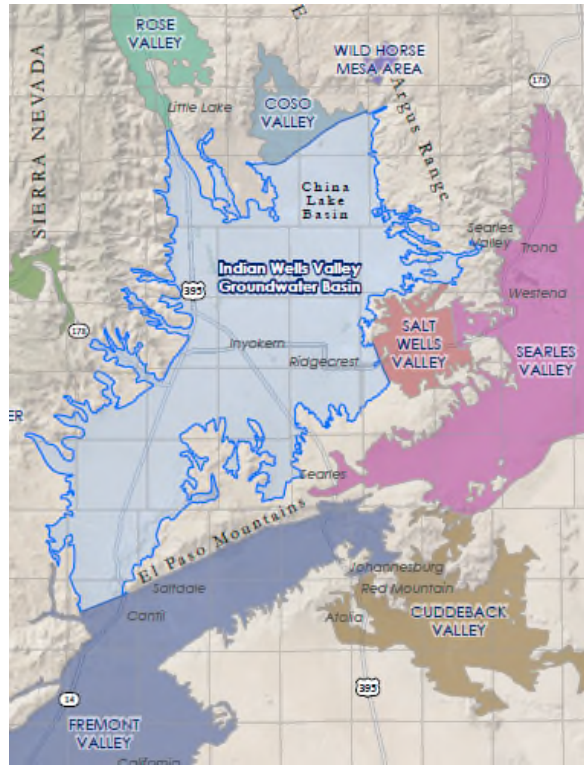 E
ROSE
VALLEY
WILD HORSE
MESA AREA
178
Little Lake
COSO
VALLEY
Argus Range
SIERRA NEVADA
China
Lake
Basin
Searles
Valley
Trona
Indian Wells Valley
Groundwater Basin
395
Westend
178
Inyokern
SALT
WELLS
VALLEY
Ridgecrest
SEARLES
VALLEY
ER
Searles
El Paso Mountains
Johannesburg
Saltdale
Red Mountain
Cantil
Atolia
CUDDEBACK
VALLEY
395
14
FREMONT
VALLEY
California